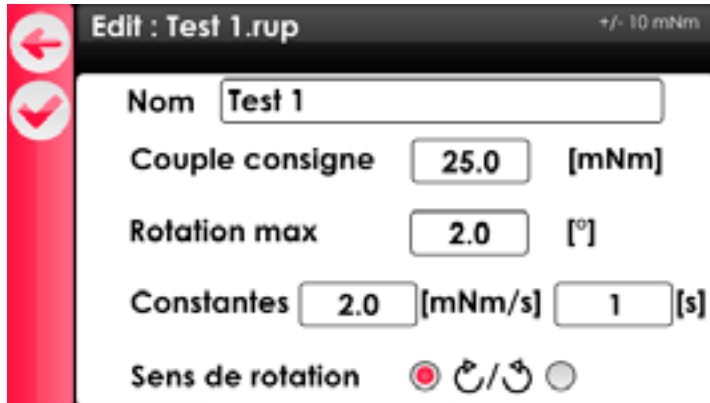 Edit : Test 1.rup +/- 10 mNm
Nom Test 1
Couple consigne 25.0 [mNm]
Rotation max 2.0 [°]
Constantes 2.0 [mNm/s] 1 [s]
Sens de rotation ↻/↺